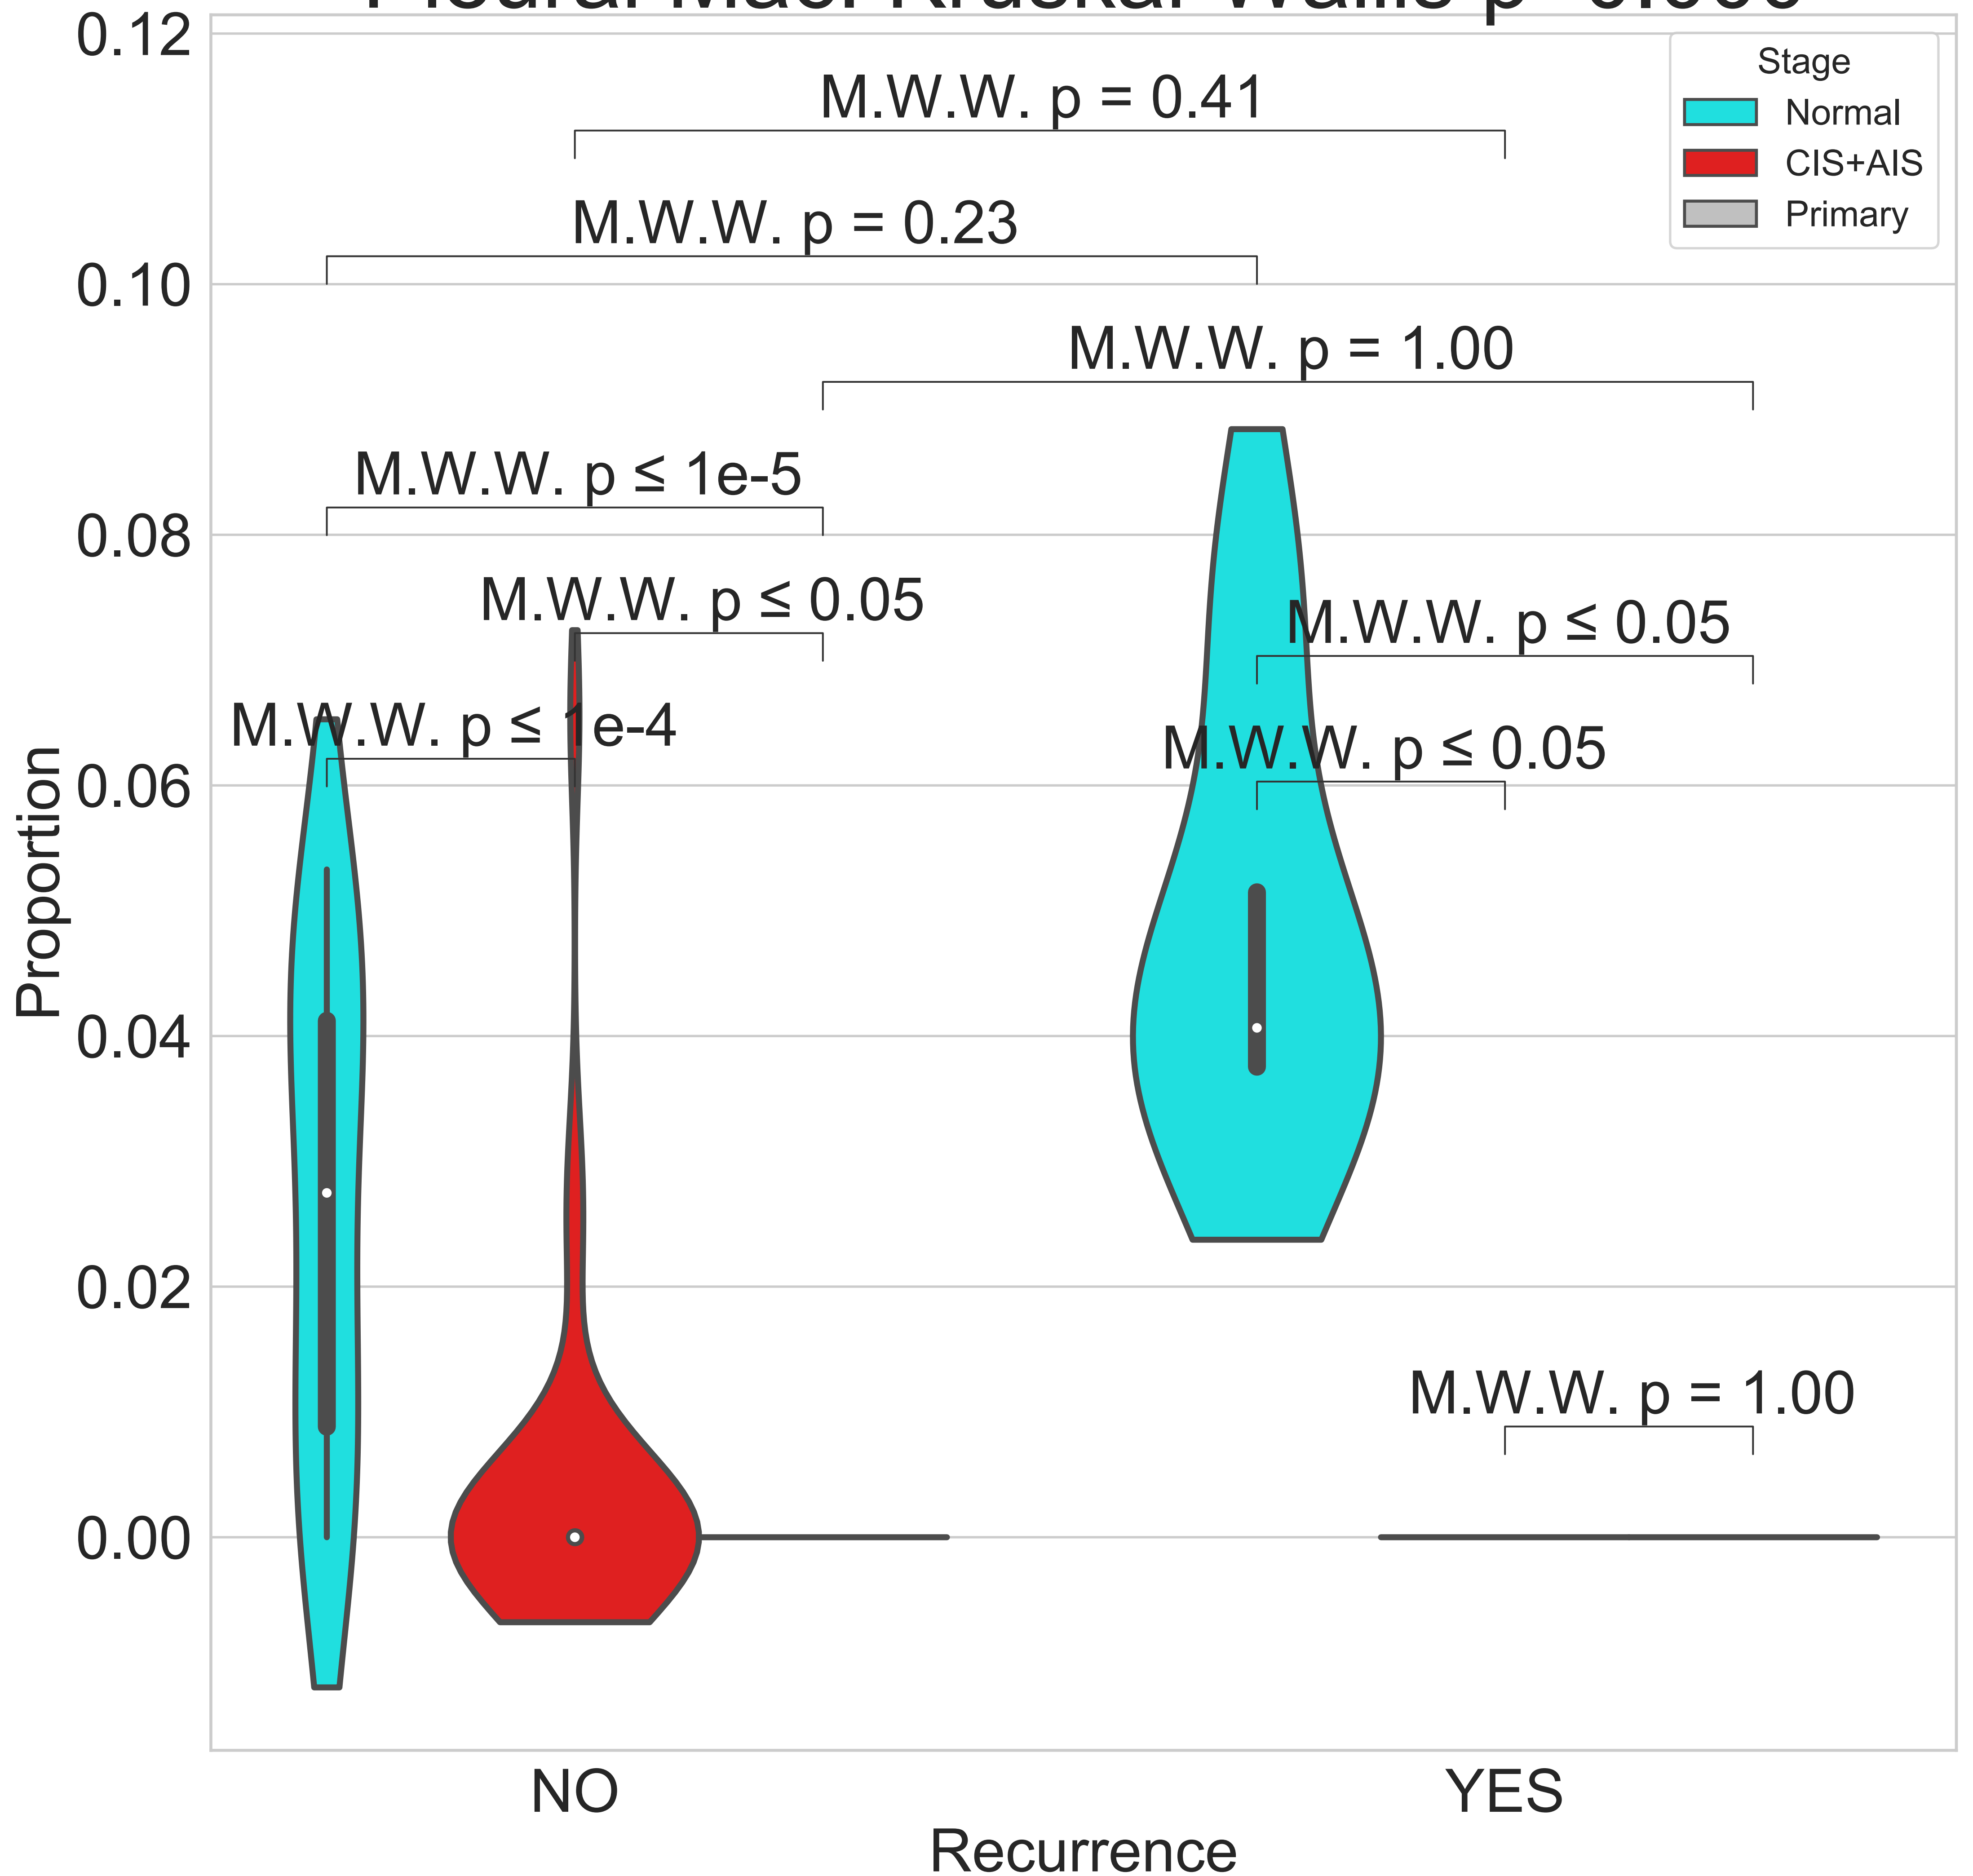 0.12
Stage
Normal
CIS+AIS
Primary
M.W.W. p = 0.41
M.W.W. p = 0.23
0.10
M.W.W. p = 1.00
M.W.W. p ≤ 1e-5
0.08
M.W.W. p ≤ 0.05
M.W.W. p ≤ 0.05
M.W.W. p ≤ 1e-4
M.W.W. p ≤ 0.05
0.06
Proportion
0.04
0.02
M.W.W. p = 1.00
0.00
NO
YES
Recurrence